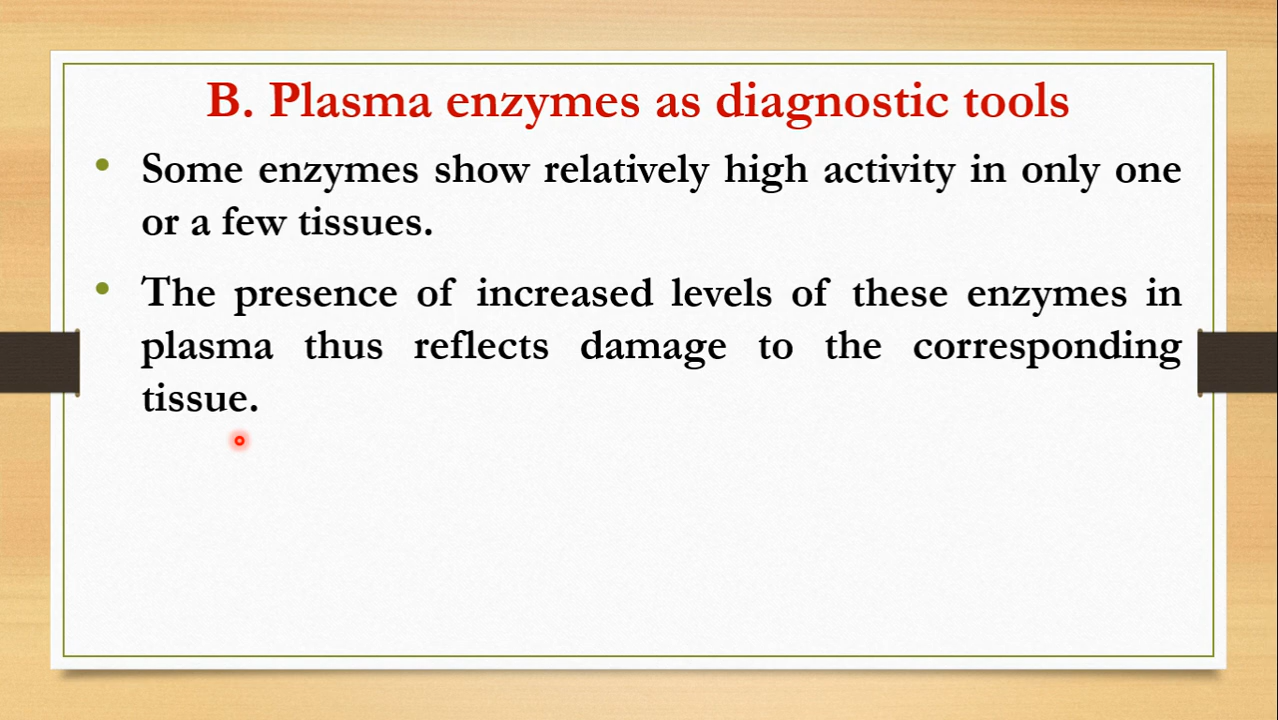 B. Plasma enzymes as diagnostic tools
• Some enzymes show relatively high activity in only one
or a few tissues.
• The presence of increased levels of these enzymes in
plasma thus reflects damage to the corresponding
tissue.